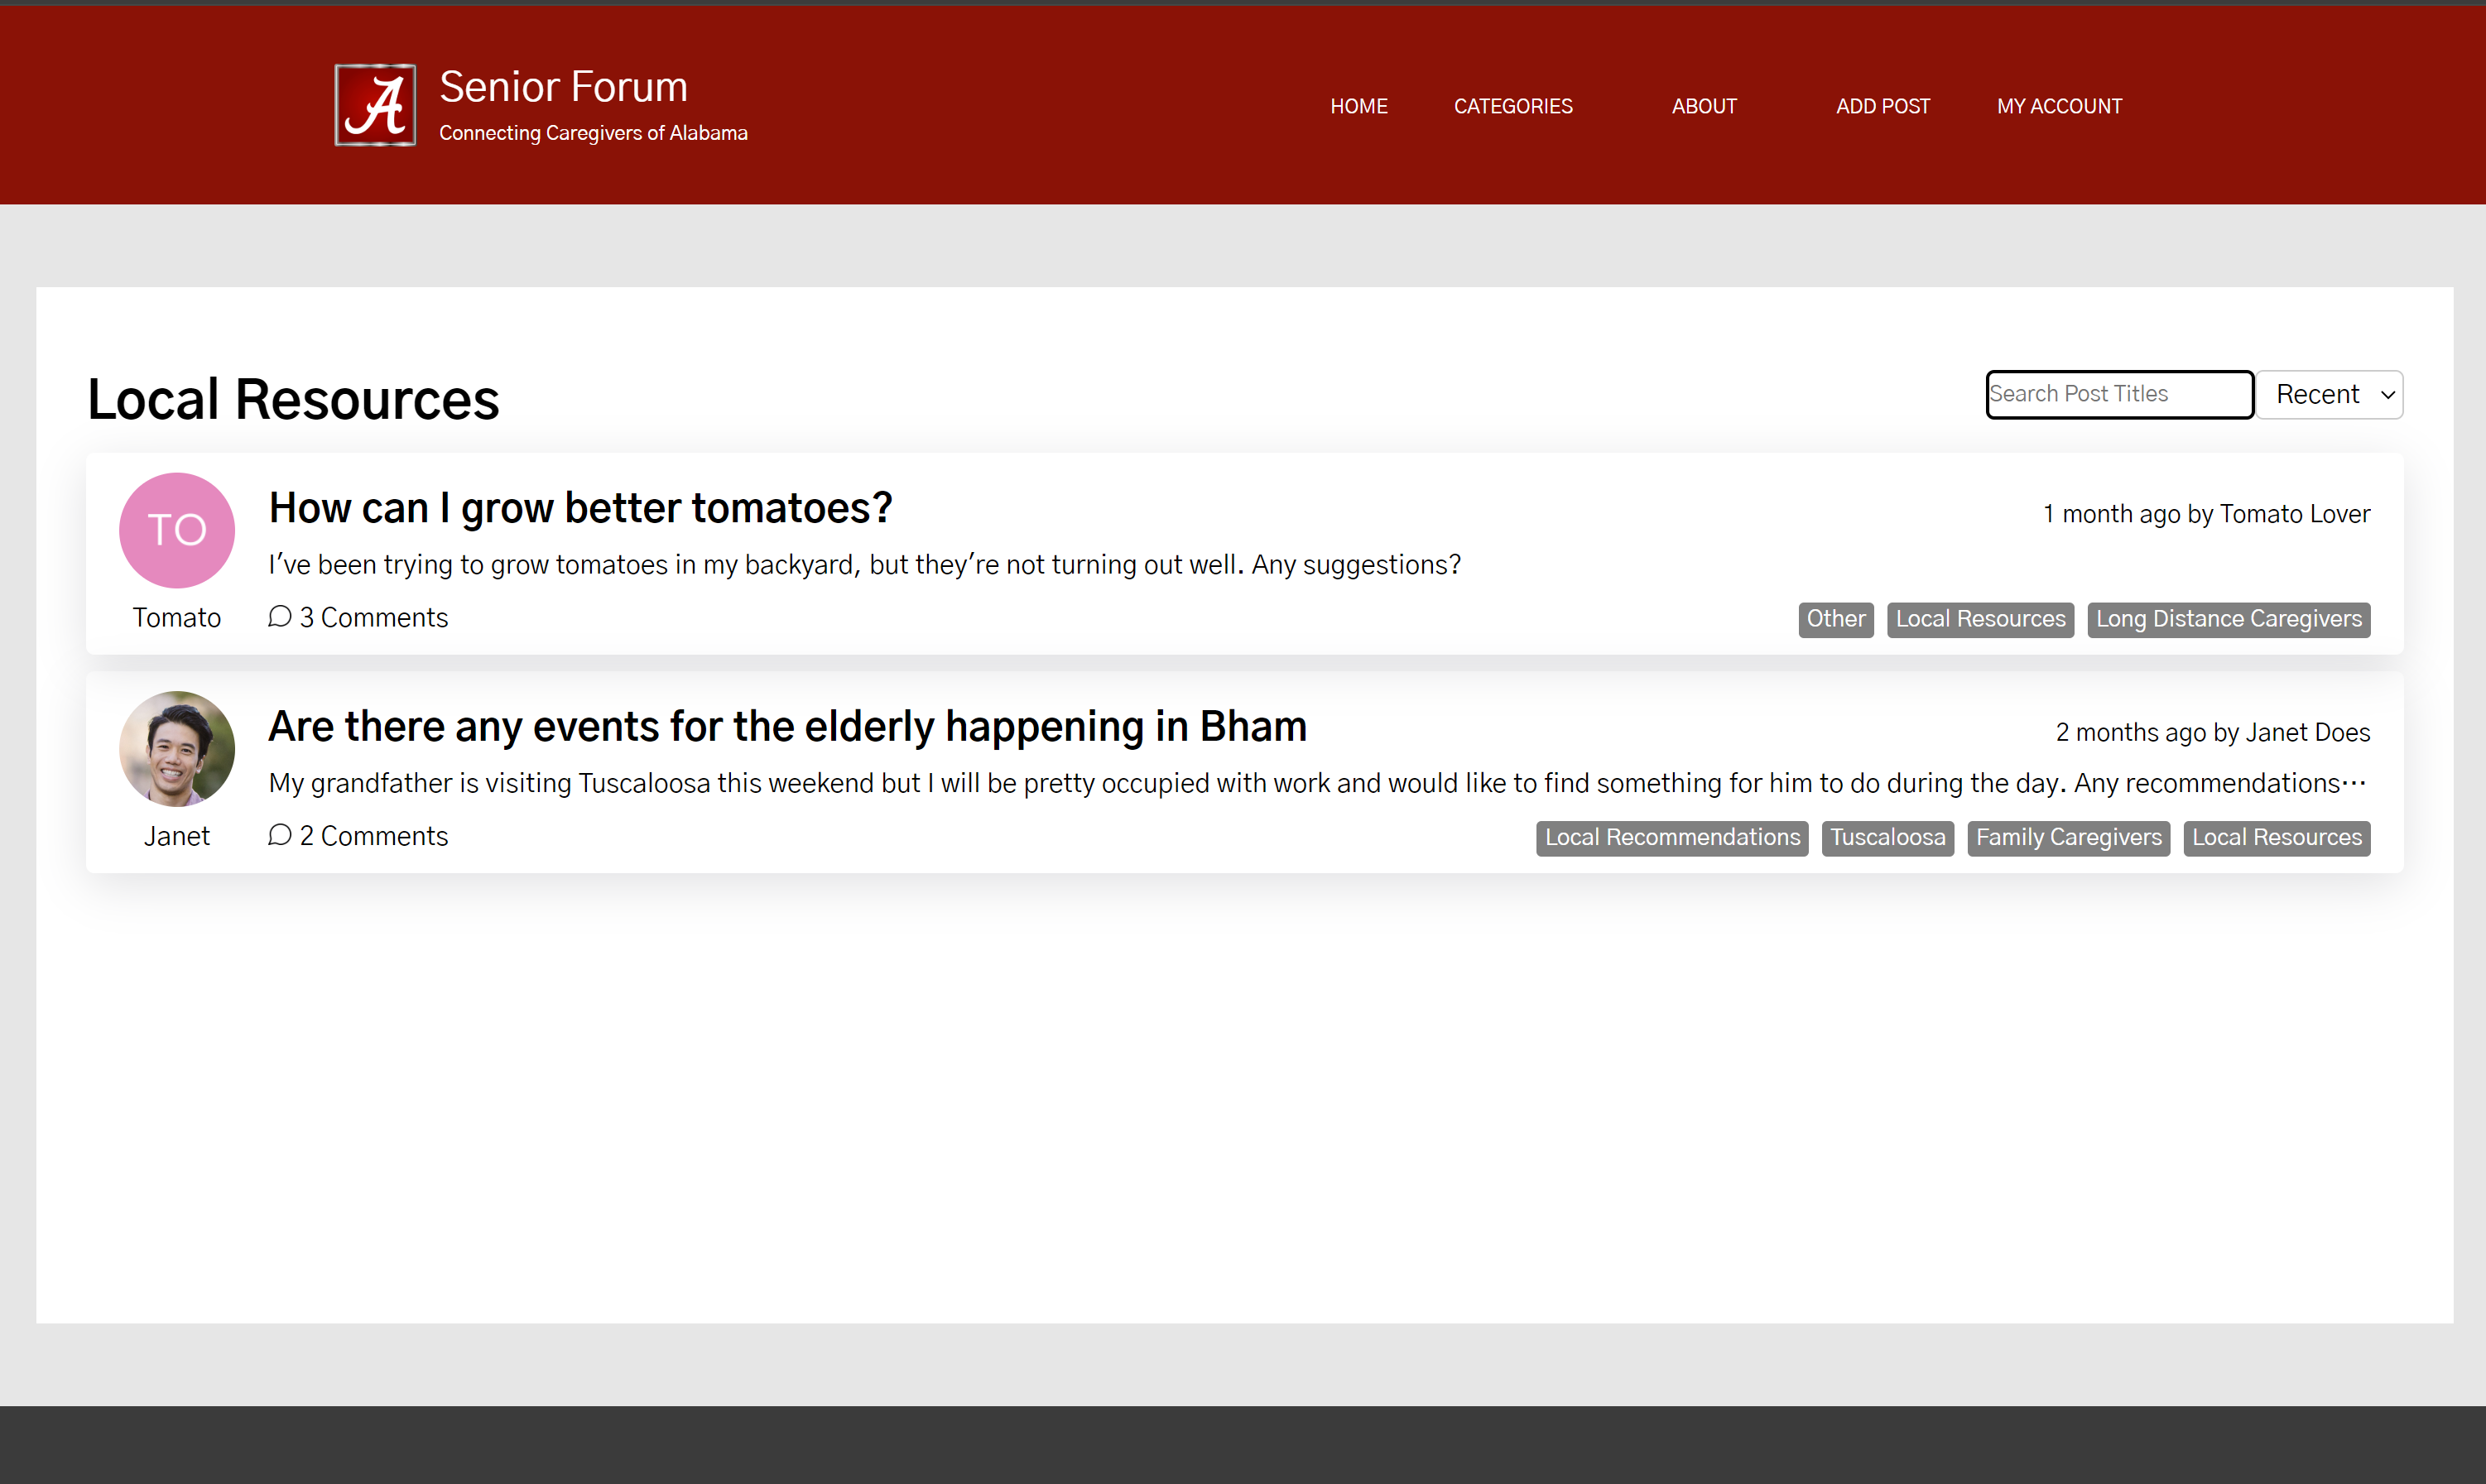 A
Senior Forum
Connecting Caregivers of Alabama
HOME CATEGORIES ABOUT ADD POST MY ACCOUNT
Local Resources
Search Post Titles
Recent
TO
How can I grow better tomatoes?
1 month ago by Tomato Lover
I've been trying to grow tomatoes in my backyard, but they're not turning out well. Any suggestions?
Tomato
3 Comments
Other Local Resources Long Distance Caregivers
Are there any events for the elderly happening in Bham
2 months ago by Janet Does
My grandfather is visiting Tuscaloosa this weekend but I will be pretty occupied with work and would like to find something for him to do during the day. Any recommendations…
Janet
2 Comments
Local Recommendations Tuscaloosa Family Caregivers Local Resources